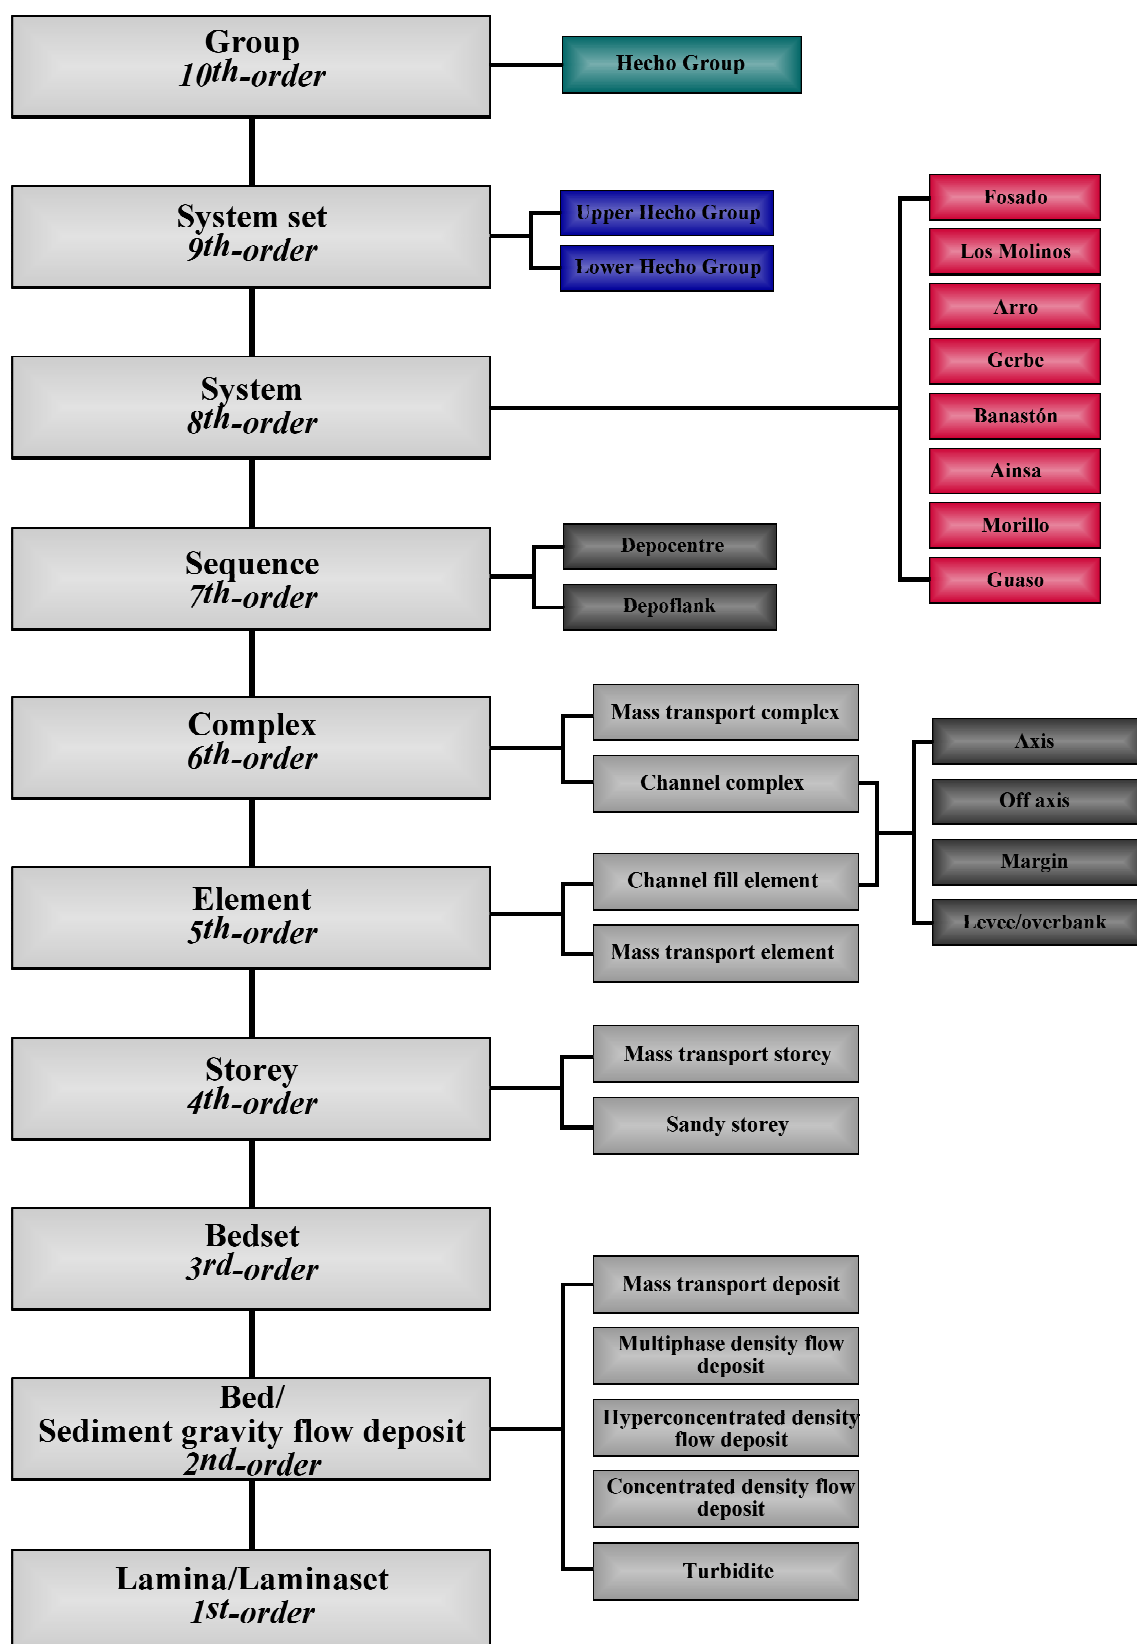 Group
10th-order
Hecho Group
System set
9th-order
Upper Hecho Group
Lower Hecho Group
Fosado
Los Molinos
Arro
Gerbe
Banastón
Ainsa
Morillo
Guaso
System
8th-order
Sequence
7th-order
Depocentre
Depoflank
Complex
6th-order
Mass transport complex
Channel complex
Axis
Off axis
Margin
Levee/overbank
Element
5th-order
Channel fill element
Mass transport element
Storey
4th-order
Mass transport storey
Sandy storey
Bedset
3rd-order
Bed/
Sediment gravity flow deposit
2nd-order
Mass transport deposit
Multiphase density flow
deposit
Hyperconcentrated density
flow deposit
Concentrated density flow
deposit
Turbidite
Lamina/Laminaset
1st-order